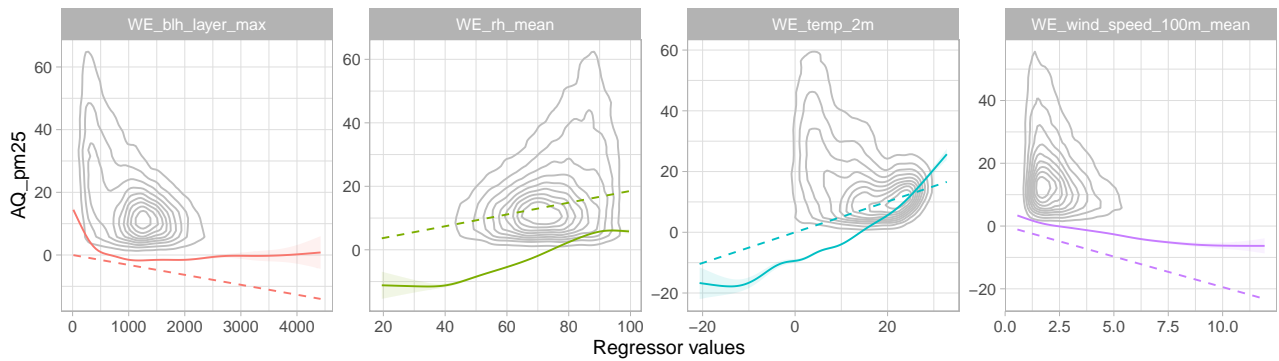 WE_blh_layer_max WE_rh_mean WE_temp_2m WE_wind_speed_100m_mean
AQ_pm25
60
40
20
0
0 1000 2000 3000 4000
60
40
20
0
20 40 60 80 100
60
40
20
0
−20
−20 0 20
40
20
0
−20
0.0 2.5 5.0 7.5 10.0
Regressor values